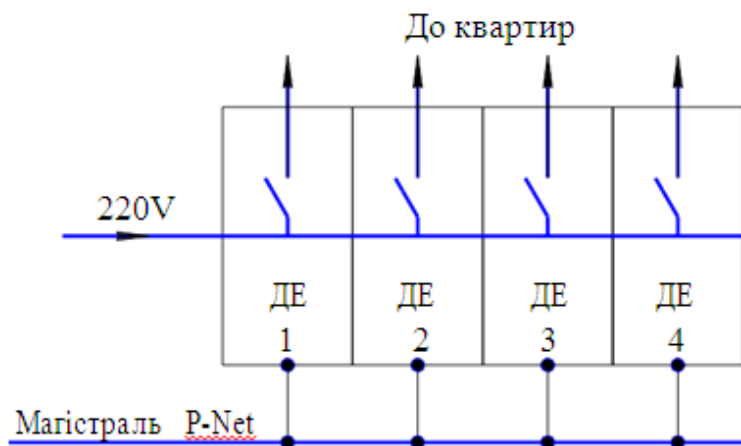 До квартир
220V
ДЕ ДЕ ДЕ ДЕ
1 2 3 4
Магістраль P-Net